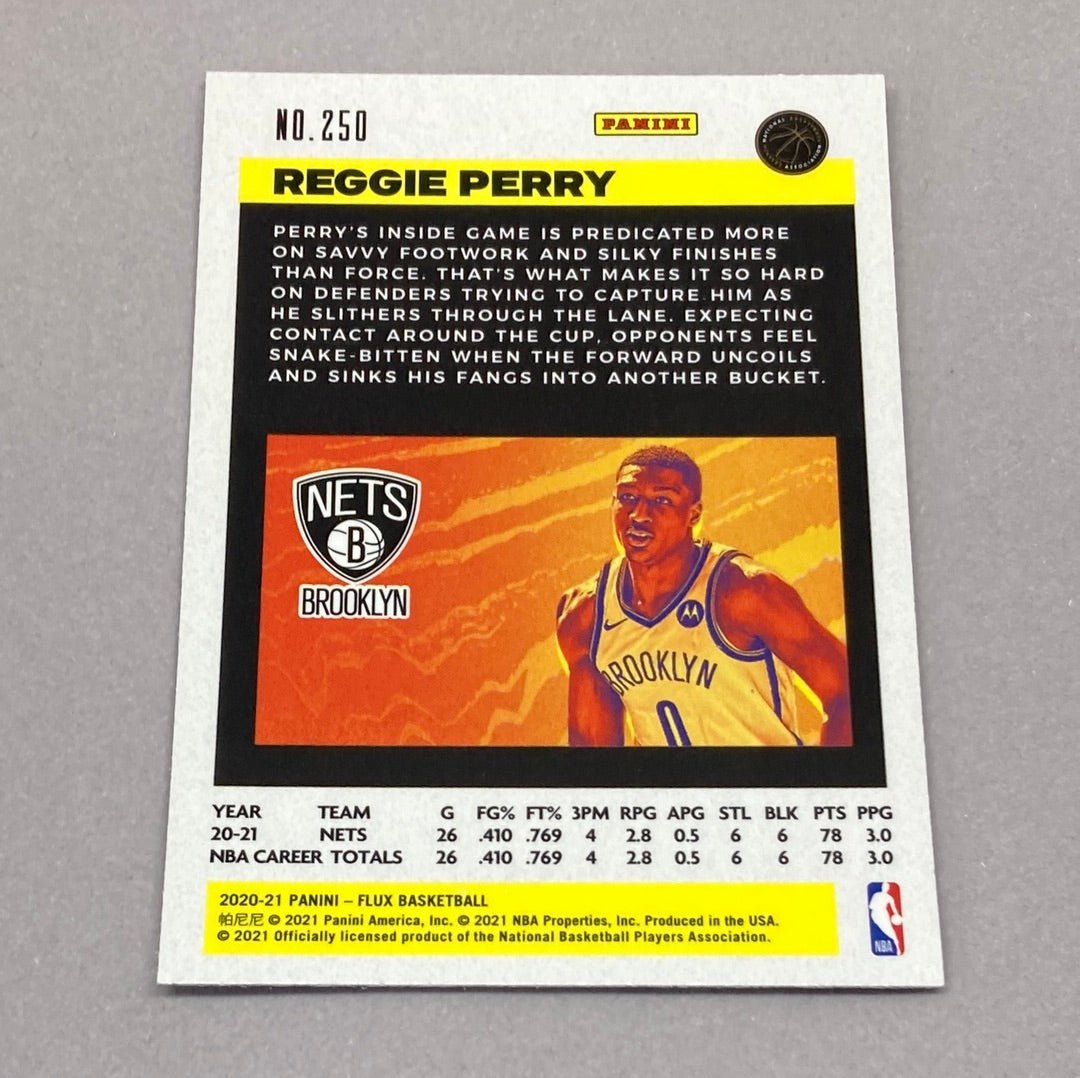 NO. 250
PANINI
NATIONAL BASKETBALL PLAYERS ASSOCIATION
REGGIE PERRY
PERRY'S INSIDE GAME IS PREDICATED MORE
ON SAVVY FOOTWORK AND SILKY FINISHES
THAN FORCE. THAT'S WHAT MAKES IT SO HARD
ON DEFENDERS TRYING TO CAPTURE HIM AS
HE SLITHERS THROUGH THE LANE. EXPECTING
CONTACT AROUND THE CUP, OPPONENTS FEEL
SNAKE-BITTEN WHEN THE FORWARD UNCOILS
AND SINKS HIS FANGS INTO ANOTHER BUCKET.
NETS
B
BROOKLYN
BROOKLYN
0
YEAR TEAM G FG% FT% 3PM RPG APG STL BLK PTS PPG
20-21 NETS 26 .410 .769 4 2.8 0.5 6 6 78 3.0
NBA CAREER TOTALS 26 .410 .769 4 2.8 0.5 6 6 78 3.0
2020-21 PANINI – FLUX BASKETBALL
帕尼尼 © 2021 Panini America, Inc. © 2021 NBA Properties, Inc. Produced in the USA.
© 2021 Officially licensed product of the National Basketball Players Association.
NBA